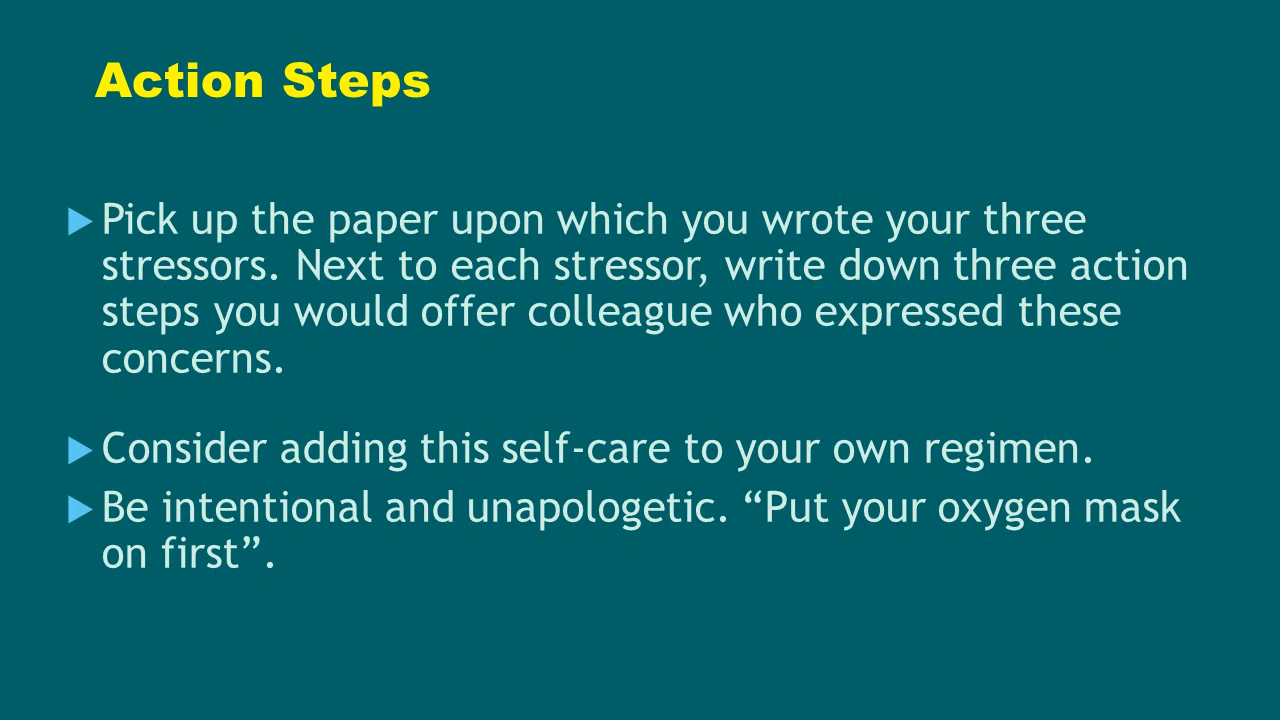 Action Steps
Pick up the paper upon which you wrote your three
stressors. Next to each stressor, write down three action
steps you would offer colleague who expressed these
concerns.
Consider adding this self-care to your own regimen.
Be intentional and unapologetic. “Put your oxygen mask
on first”.